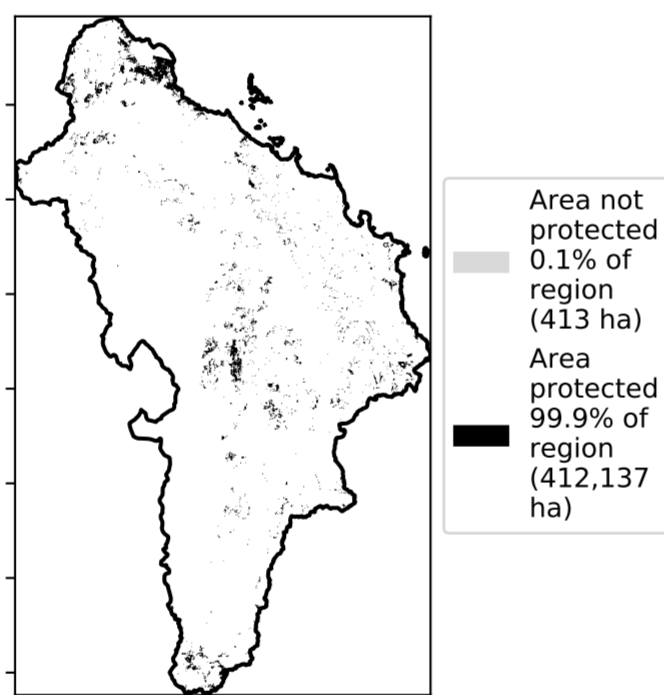 Area not
protected
0.1% of
region
(413 ha)
Area
protected
99.9% of
region
(412,137
ha)